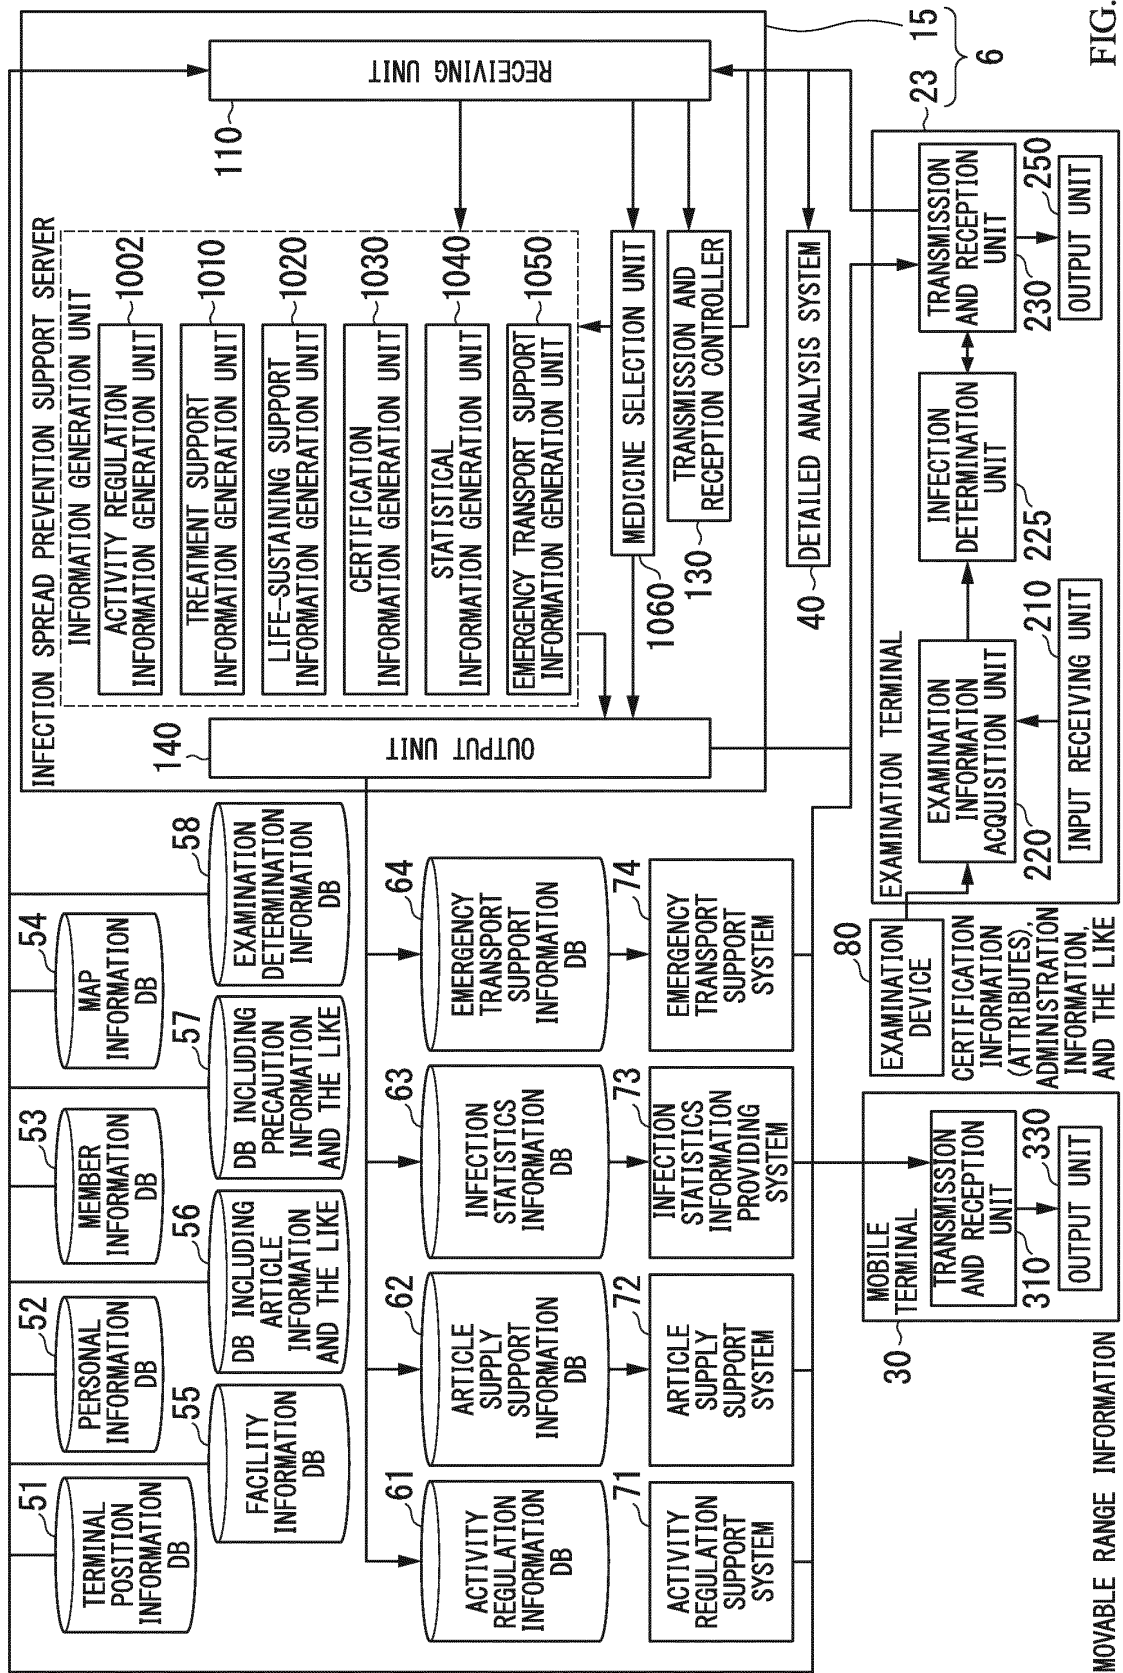 FIG.
6
15
23
INFECTION SPREAD PREVENTION SUPPORT SERVER
110
RECEIVING UNIT
INFORMATION GENERATION UNIT
1002
ACTIVITY REGULATION
INFORMATION GENERATION UNIT
1010
TREATMENT SUPPORT
INFORMATION GENERATION UNIT
1020
LIFE-SUSTAINING SUPPORT
INFORMATION GENERATION UNIT
1030
CERTIFICATION
INFORMATION GENERATION UNIT
1040
STATISTICAL
INFORMATION GENERATION UNIT
1050
EMERGENCY TRANSPORT SUPPORT
INFORMATION GENERATION UNIT
MEDICINE SELECTION UNIT
1060
TRANSMISSION AND
RECEPTION CONTROLLER
130
140
OUTPUT UNIT
DETAILED ANALYSIS SYSTEM
40
51
TERMINAL
POSITION
INFORMATION
DB
52
PERSONAL
INFORMATION
DB
53
MEMBER
INFORMATION
DB
54
MAP
INFORMATION
DB
55
FACILITY
INFORMATION
DB
56
DB INCLUDING
ARTICLE
INFORMATION
AND THE LIKE
57
DB INCLUDING
PRECAUTION
INFORMATION
AND THE LIKE
58
EXAMINATION
DETERMINATION
INFORMATION
DB
61
ACTIVITY
REGULATION
INFORMATION
DB
62
ARTICLE
SUPPLY
SUPPORT
INFORMATION
DB
63
INFECTION
STATISTICS
INFORMATION
DB
64
EMERGENCY
TRANSPORT
SUPPORT
INFORMATION
DB
71
ACTIVITY
REGULATION
SUPPORT
SYSTEM
72
ARTICLE
SUPPLY
SUPPORT
SYSTEM
73
INFECTION
STATISTICS
INFORMATION
PROVIDING
SYSTEM
74
EMERGENCY
TRANSPORT
SUPPORT
SYSTEM
EXAMINATION TERMINAL
80
EXAMINATION
DEVICE
EXAMINATION
INFORMATION
ACQUISITION UNIT
220
INPUT RECEIVING UNIT
210
INFECTION
DETERMINATION
UNIT
225
TRANSMISSION
AND RECEPTION
UNIT
230
OUTPUT UNIT
250
CERTIFICATION
INFORMATION
(ATTRIBUTES),
ADMINISTRATION
INFORMATION,
AND THE LIKE
MOBILE
TERMINAL
30
TRANSMISSION
AND RECEPTION
UNIT
310
OUTPUT UNIT
330
MOVABLE RANGE INFORMATION